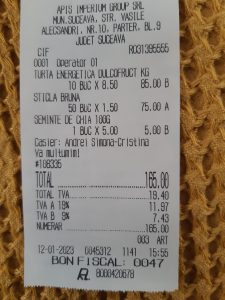 APIS IMPERIUM GROUP SRL
MUN.SUCEAVA, STR. VASILE
ALECSANDRI, NR.10, PARTER, BL.9
JUDET SUCEAVA
CIF RO31395555
0001 Operator 01
TURTA ENERGETICA DULCOFRUCT KG
10 BUC X 8.50 85.00 B
STICLA BRUNA
50 BUC X 1.50 75.00 A
SEMINTE DE CHIA 100G
1 BUC X 5.00 5.00 B
Casier: Andrei Simona-Cristina
Va multumim!
#108335
TOTAL 165.00
TOTAL TVA 19.40
TVA A 19% 11.97
TVA B 9% 7.43
NUMERAR 165.00
003 ART
12-01-2023 0045312 1141 15:55
BON FISCAL: 0047
8000420678